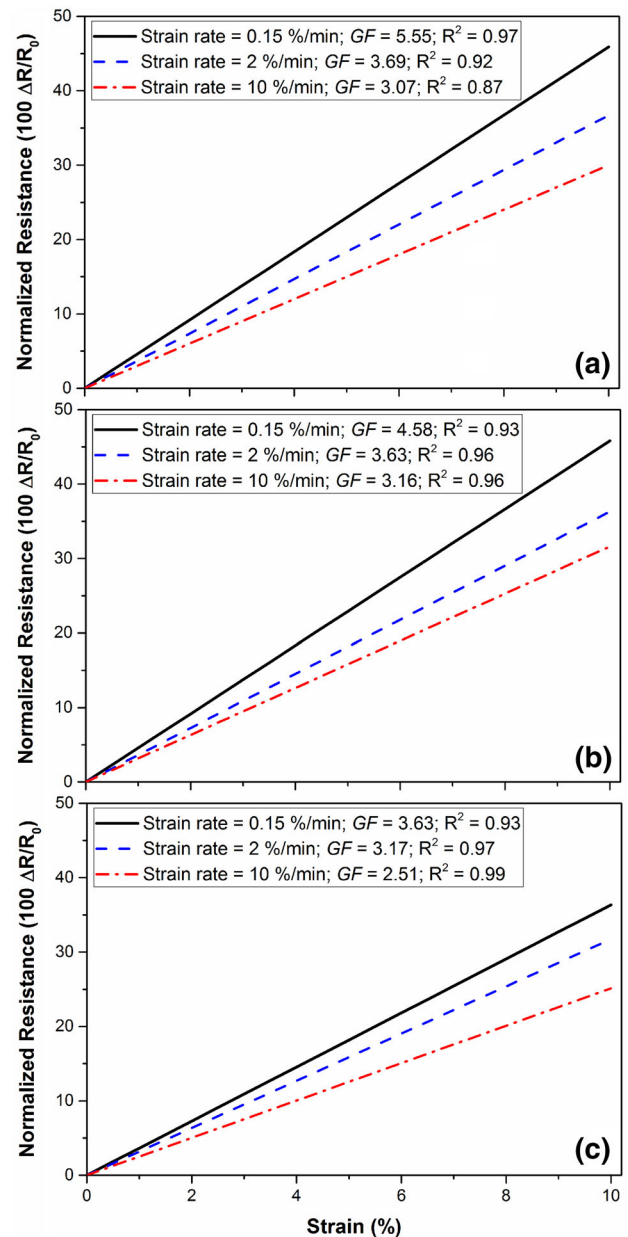 50
40
30
20
10
0
Normalized Resistance (100 ΔR/R₀)
Strain rate = 0.15 %/min; GF = 5.55; R² = 0.97
Strain rate = 2 %/min; GF = 3.69; R² = 0.92
Strain rate = 10 %/min; GF = 3.07; R² = 0.87
(a)
50
40
30
20
10
0
Normalized Resistance (100 ΔR/R₀)
Strain rate = 0.15 %/min; GF = 4.58; R² = 0.93
Strain rate = 2 %/min; GF = 3.63; R² = 0.96
Strain rate = 10 %/min; GF = 3.16; R² = 0.96
(b)
50
40
30
20
10
0
Normalized Resistance (100 ΔR/R₀)
Strain rate = 0.15 %/min; GF = 3.63; R² = 0.93
Strain rate = 2 %/min; GF = 3.17; R² = 0.97
Strain rate = 10 %/min; GF = 2.51; R² = 0.99
(c)
0 2 4 6 8 10
Strain (%)